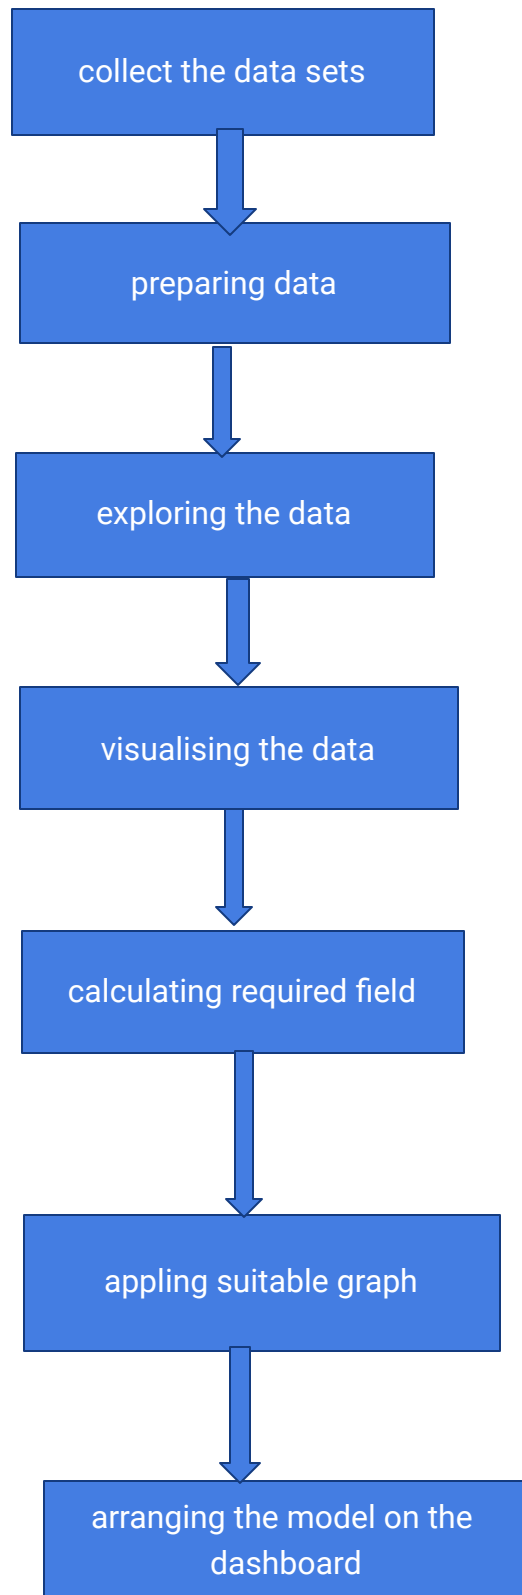 collect the data sets
preparing data
exploring the data
visualising the data
calculating required field
appling suitable graph
arranging the model on the
dashboard